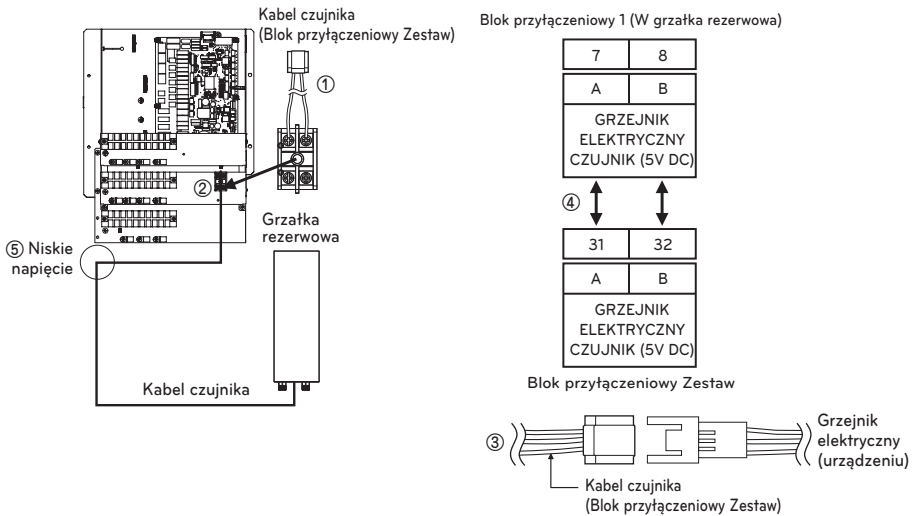 Kabel czujnika
(Blok przyłączeniowy Zestaw)
①
②
Grzałka
rezerwowa
⑤ Niskie
napięcie
Kabel czujnika
Blok przyłączeniowy 1 (W grzałka rezerwowa)
7 8
A B
GRZEJNIK
ELEKTRYCZNY
CZUJNIK (5V DC)
④
31 32
A B
GRZEJNIK
ELEKTRYCZNY
CZUJNIK (5V DC)
Blok przyłączeniowy Zestaw
③
Grzejnik
elektryczny
(urządzeniu)
Kabel czujnika
(Blok przyłączeniowy Zestaw)